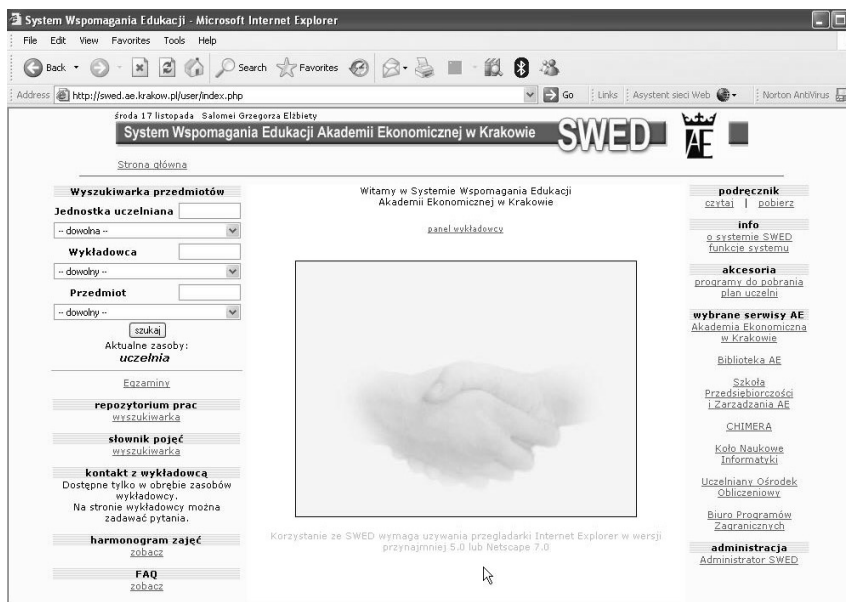 System Wspomagania Edukacji - Microsoft Internet Explorer
File Edit View Favorites Tools Help
Back Search Favorites
Address http://swed.ae.krakow.pl/user/index.php Go Links Asystent sieci Web Norton AntiVirus
środa 17 listopada Salomei Grzegorza Elżbiety
System Wspomagania Edukacji Akademii Ekonomicznej w Krakowie SWED AE
Strona główna
Wyszukiwarka przedmiotów
Jednostka uczelniana
-- dowolna --
Wykładowca
-- dowolny --
Przedmiot
-- dowolny --
szukaj
Aktualne zasoby:
uczelnia
Egzaminy
repozytorium prac
wyszukiwarka
słownik pojęć
wyszukiwarka
kontakt z wykładowcą
Dostępne tylko w obrębie zasobów
wykładowcy.
Na stronie wykładowcy można
zadawać pytania.
harmonogram zajęć
zobacz
FAQ
zobacz
Witamy w Systemie Wspomagania Edukacji
Akademii Ekonomicznej w Krakowie
panel wykładowcy
Korzystanie ze SWED wymaga uzywania przegladarki Internet Explorer w wersji
przynajmniej 5.0 lub Netscape 7.0
podręcznik
czytaj | pobierz
info
o systemie SWED
funkcje systemu
akcesoria
programy do pobrania
plan uczelni
wybrane serwisy AE
Akademia Ekonomiczna
w Krakowie
Biblioteka AE
Szkoła
Przedsiębiorczości
i Zarządzania AE
CHIMERA
Koło Naukowe
Informatyki
Uczelniany Ośrodek
Obliczeniowy
Biuro Programów
Zagranicznych
administracja
Administrator SWED